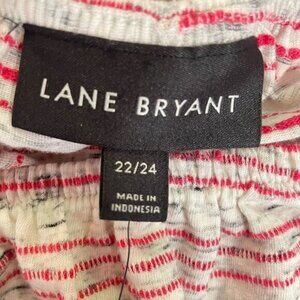 LANE BRYANT
22/24
MADE IN
INDONESIA